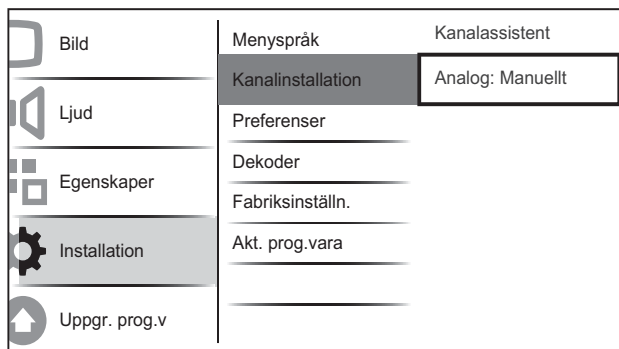 Bild
Ljud
Egenskaper
Installation
Uppgr. prog.v
Menyspråk
Kanalinstallation
Preferenser
Dekoder
Fabriksinställn.
Akt. prog.vara
Kanalassistent
Analog: Manuellt